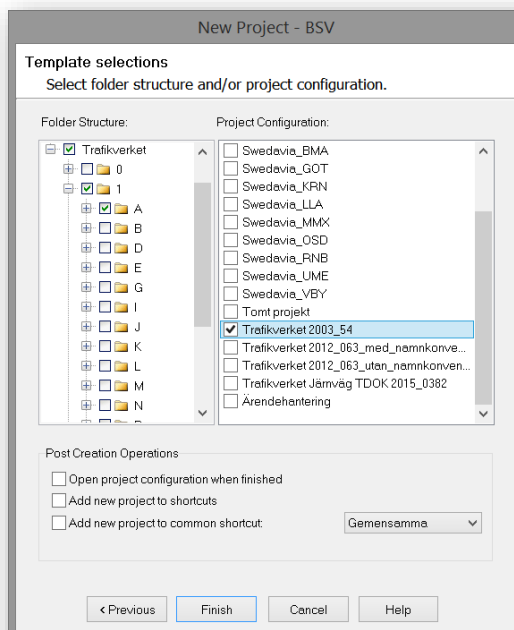 New Project - BSV
Template selections
Select folder structure and/or project configuration.
Folder Structure:
Trafikverket
0
1
A
B
D
E
G
I
J
K
L
M
N
Project Configuration:
Swedavia_BMA
Swedavia_GOT
Swedavia_KRN
Swedavia_LLA
Swedavia_MMX
Swedavia_OSD
Swedavia_RNB
Swedavia_UME
Swedavia_VBY
Tomt projekt
Trafikverket 2003_54
Trafikverket 2012_063_med_namnkonve...
Trafikverket 2012_063_utan_namnkonven...
Trafikverket Järnväg TDOK 2015_0382
Ärendehantering
Post Creation Operations
Open project configuration when finished
Add new project to shortcuts
Add new project to common shortcut:
Gemensamma
< Previous
Finish
Cancel
Help